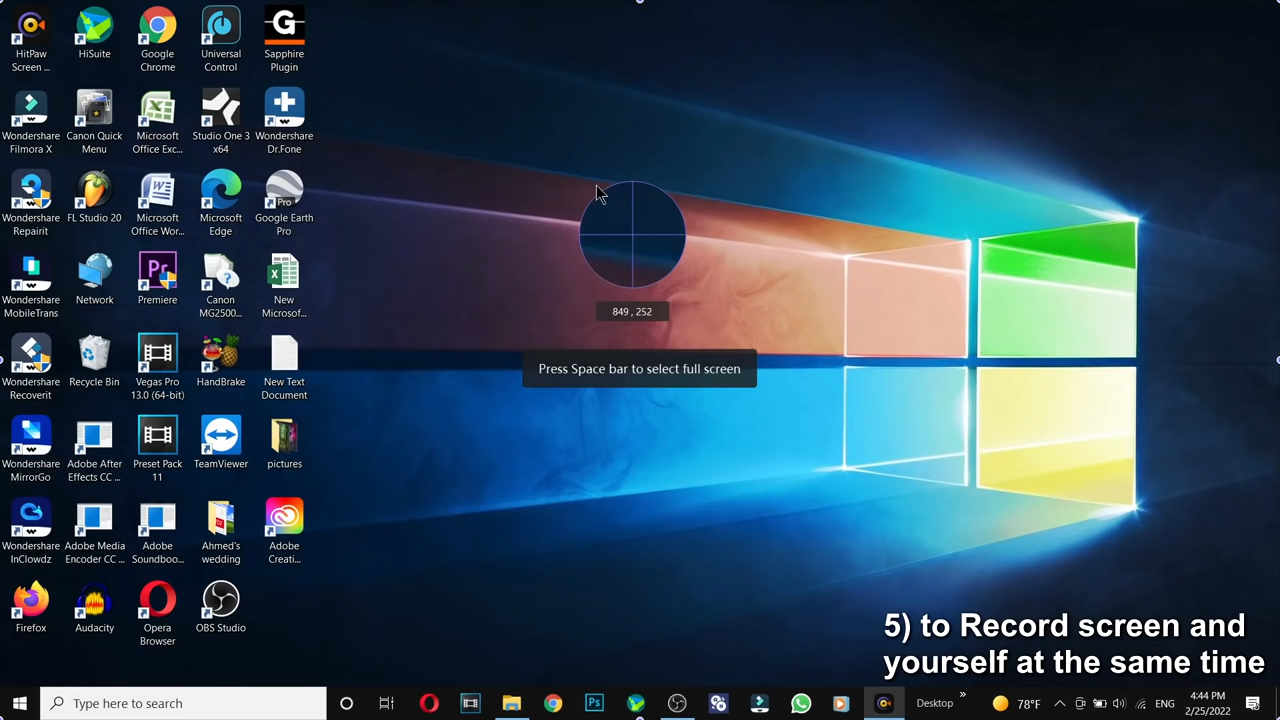 HitPaw
Screen ...
HiSuite
Google
Chrome
Universal
Control
G
Sapphire
Plugin
Wondershare
Filmora X
Canon Quick
Menu
Microsoft
Office Exc...
Studio One 3
x64
Wondershare
Dr.Fone
Wondershare
Repairit
FL Studio 20
Microsoft
Office Wor...
Microsoft
Edge
Pro
Google Earth
Pro
Wondershare
MobileTrans
Network
Pr
Premiere
Canon
MG2500...
New
Microsof...
Wondershare
Recoverit
Recycle Bin
Vegas Pro
13.0 (64-bit)
HandBrake
New Text
Document
Wondershare
MirrorGo
Adobe After
Effects CC ...
Preset Pack
11
TeamViewer
pictures
Wondershare
InClowdz
Adobe Media
Encoder CC ...
Adobe
Soundboo...
Ahmed's
wedding
Adobe
Creati...
Firefox
Audacity
Opera
Browser
OBS Studio
849 , 252
Press Space bar to select full screen
5) to Record screen and
yourself at the same time
Type here to search
Ps
Desktop
»
78°F
ENG
4:44 PM
2/25/2022